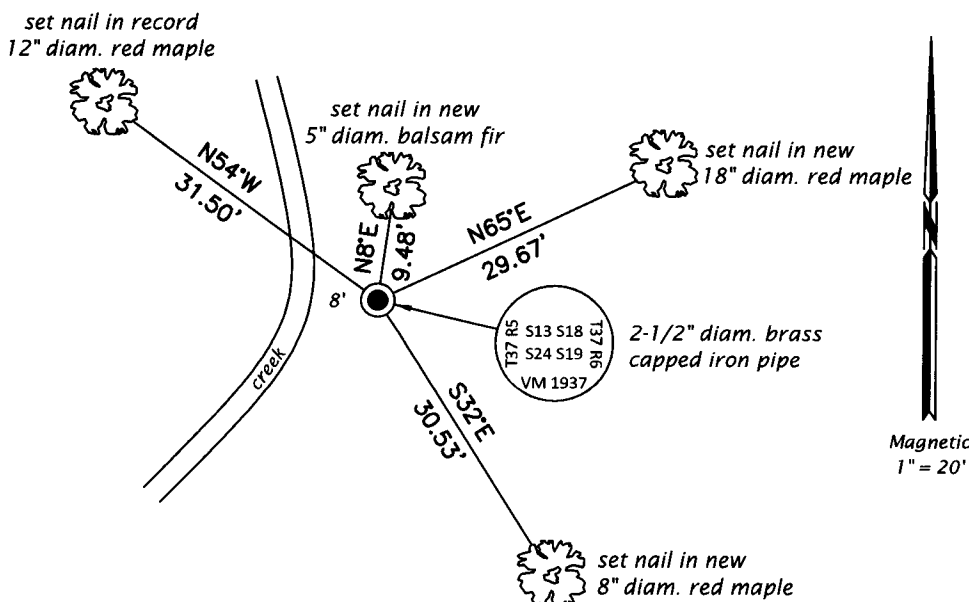 set nail in record
12" diam. red maple
set nail in new
5" diam. balsam fir
set nail in new
18" diam. red maple
N54°W
31.50'
N8°E
9.48'
N65°E
29.67'
8'
T37 R5
S13 S18
S24 S19
T37 R6
VM 1937
2-1/2" diam. brass
capped iron pipe
creek
S32°E
30.53'
N
Magnetic
1" = 20'
set nail in new
8" diam. red maple